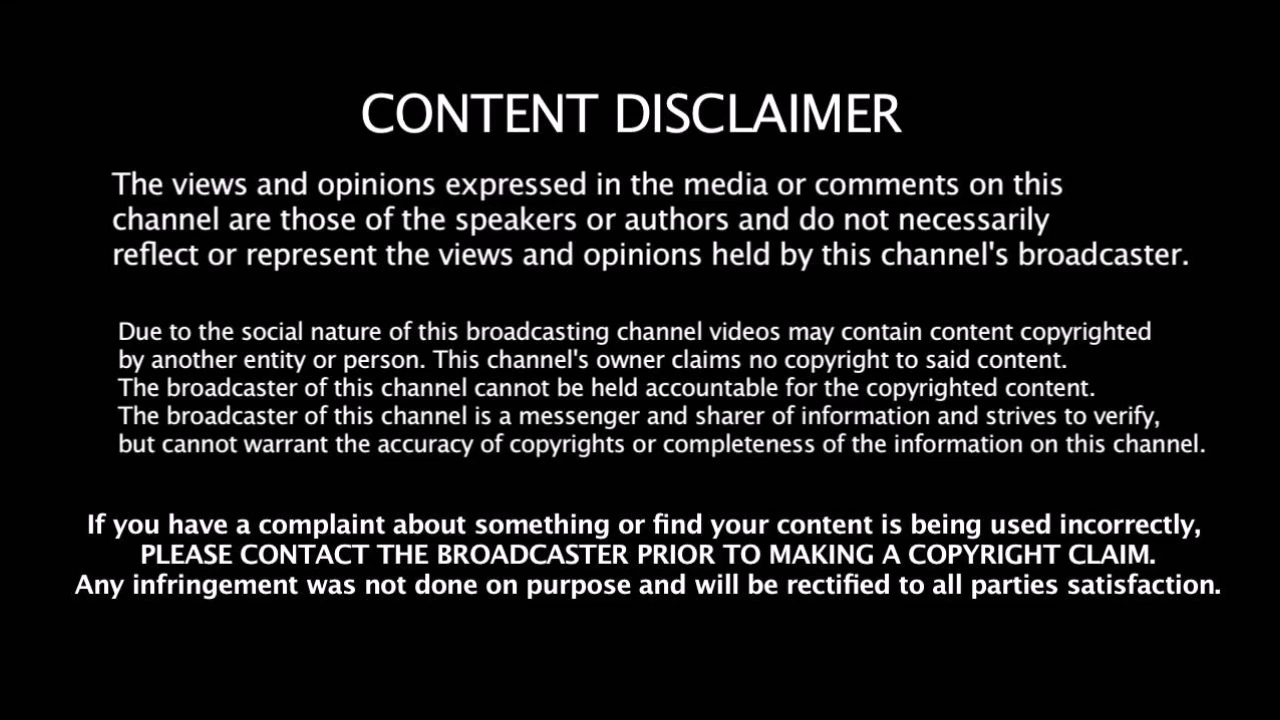 CONTENT DISCLAIMER
The views and opinions expressed in the media or comments on this
channel are those of the speakers or authors and do not necessarily
reflect or represent the views and opinions held by this channel's broadcaster.
Due to the social nature of this broadcasting channel videos may contain content copyrighted
by another entity or person. This channel's owner claims no copyright to said content.
The broadcaster of this channel cannot be held accountable for the copyrighted content.
The broadcaster of this channel is a messenger and sharer of information and strives to verify,
but cannot warrant the accuracy of copyrights or completeness of the information on this channel.
If you have a complaint about something or find your content is being used incorrectly,
PLEASE CONTACT THE BROADCASTER PRIOR TO MAKING A COPYRIGHT CLAIM.
Any infringement was not done on purpose and will be rectified to all parties satisfaction.